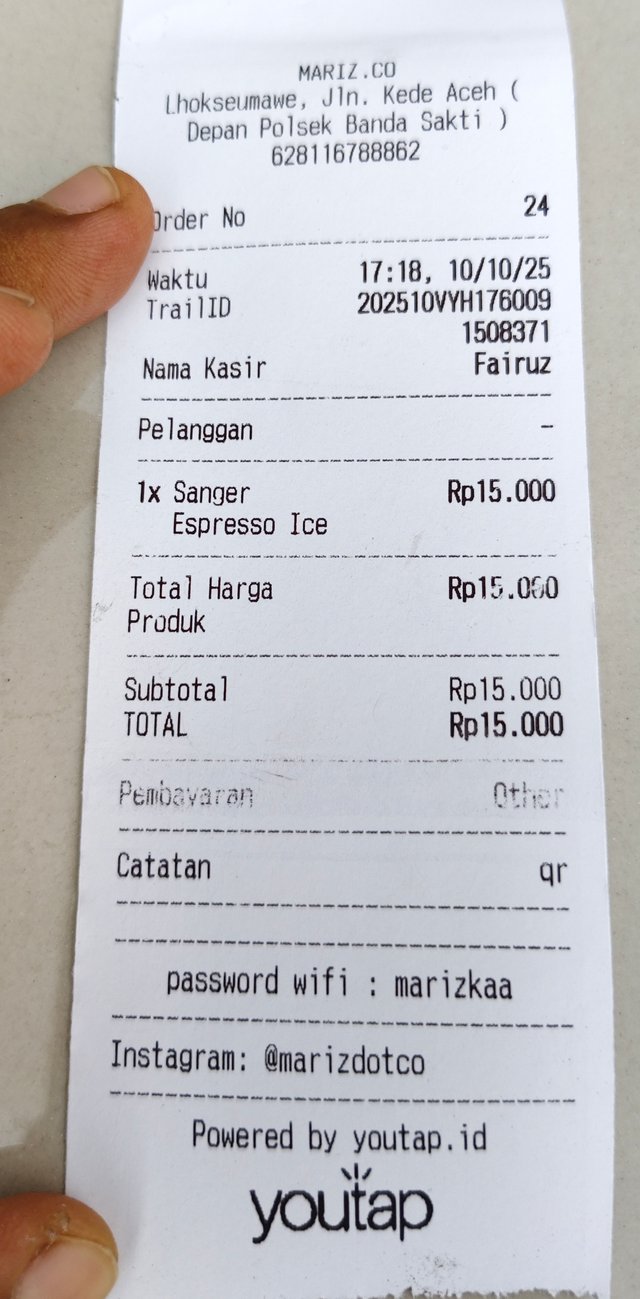 MARIZ.CO
Lhokseumawe, Jln. Kede Aceh (
Depan Polsek Banda Sakti )
628116788862
Order No 24
Waktu 17:18, 10/10/25
TrailID 202510VYH176009
1508371
Nama Kasir Fairuz
Pelanggan -
1x Sanger Rp15.000
Espresso Ice
Total Harga Rp15.000
Produk
Subtotal Rp15.000
TOTAL Rp15.000
Pembayaran Other
Catatan qr
password wifi : marizkaa
Instagram: @marizdotco
Powered by youtap.id
youtap